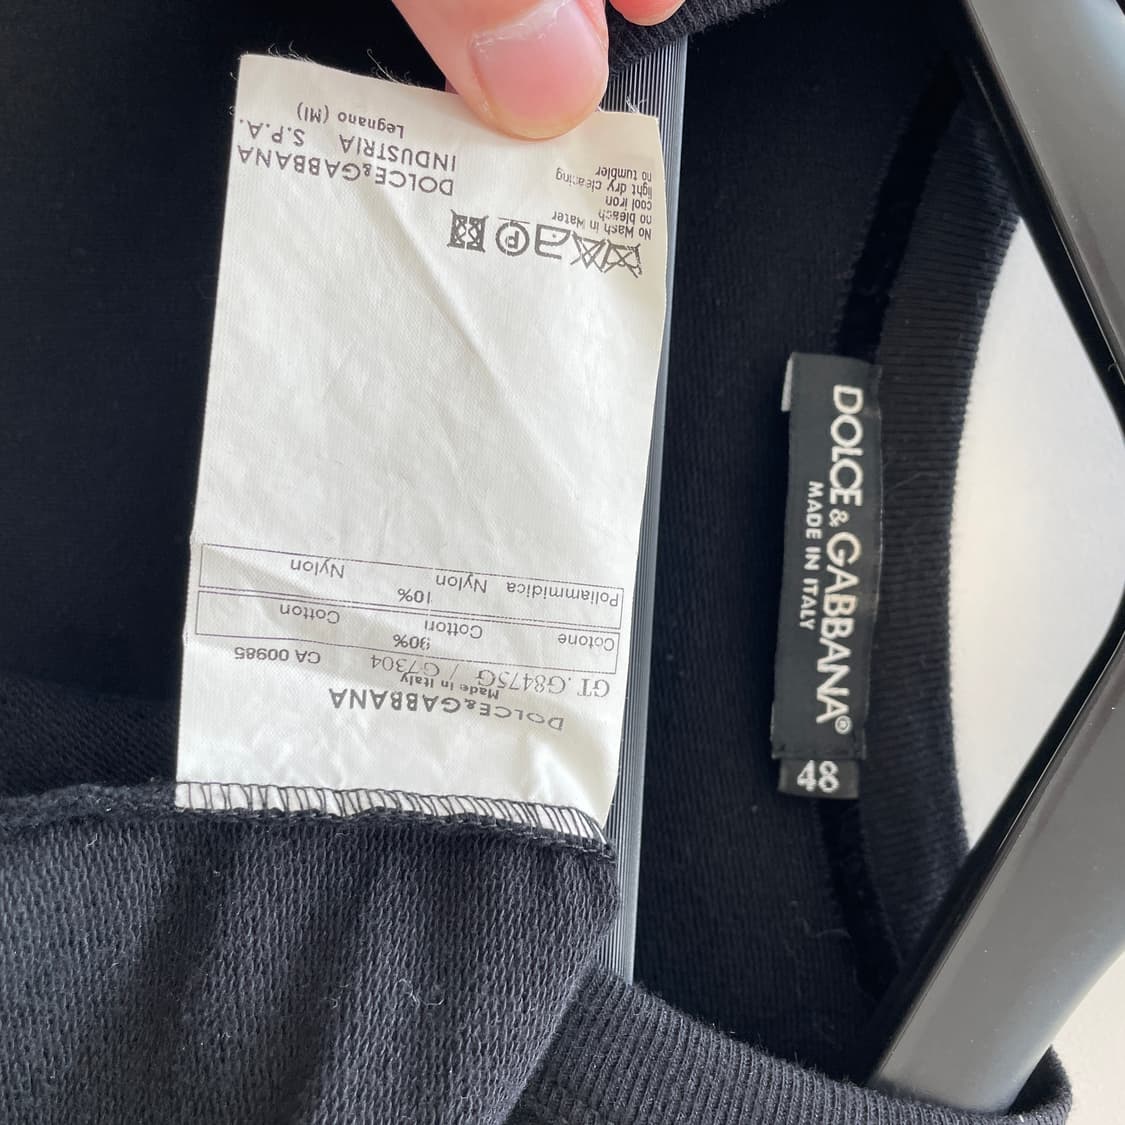 DOLCE&GABBANA
Made in Italy
GT. G8475G / G7304 CA 00985
Cotone 90% Cotton Cotton
Poliammidica 10% Nylon Nylon
No Wash in Water
no bleach
cool iron
light dry cleaning
no tumbler
P
DOLCE&GABBANA
INDUSTRIA S.P.A.
Legnano (MI)
DOLCE&GABBANA®
MADE IN ITALY
48